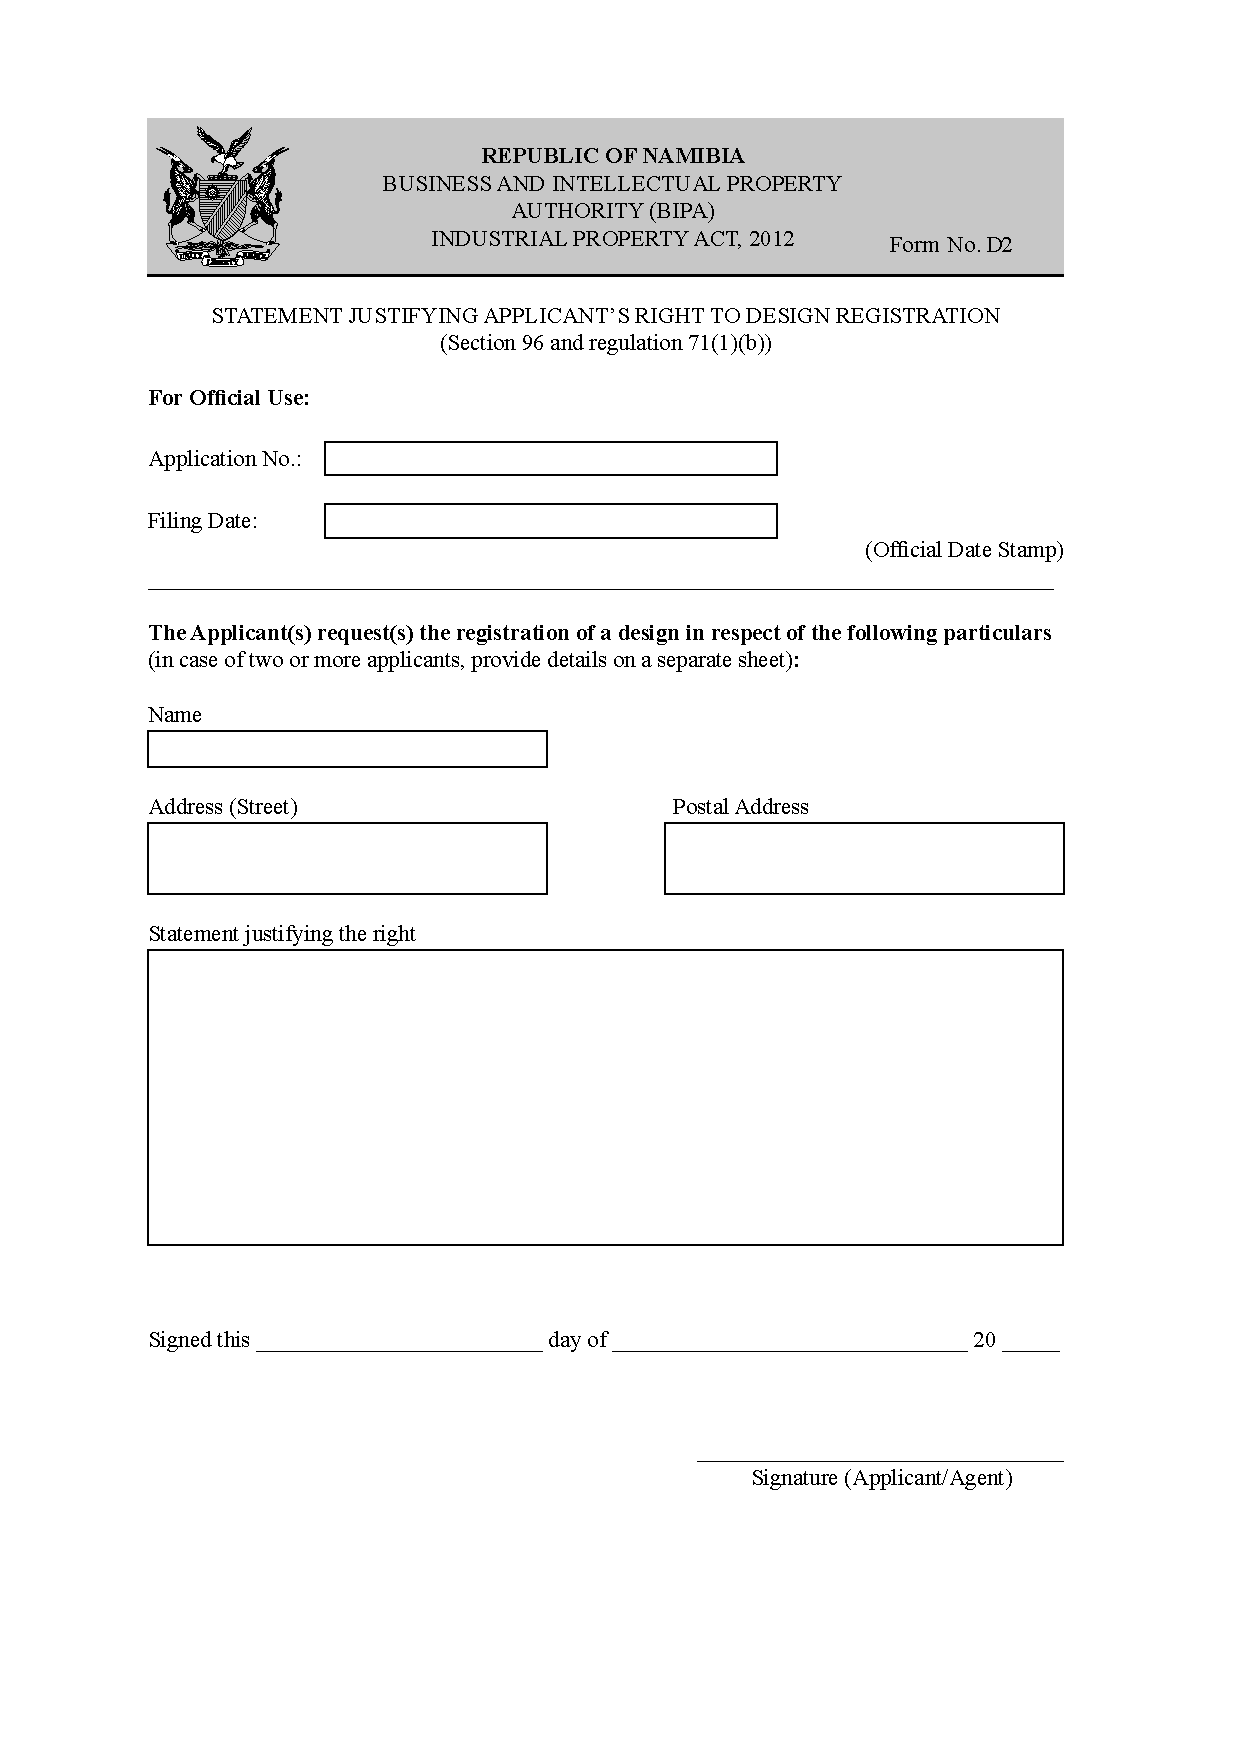 REPUBLIC OF NAMIBIA
BUSINESS AND INTELLECTUAL PROPERTY
AUTHORITY (BIPA)
INDUSTRIAL PROPERTY ACT, 2012
Form No. D2
STATEMENT JUSTIFYING APPLICANT’S RIGHT TO DESIGN REGISTRATION
(Section 96 and regulation 71(1)(b))
For Official Use:
Application No.:
Filing Date:
(Official Date Stamp)
The Applicant(s) request(s) the registration of a design in respect of the following particulars
(in case of two or more applicants, provide details on a separate sheet):
Name
Address (Street) Postal Address
Statement justifying the right
Signed this _________________________ day of _______________________________ 20 _____
Signature (Applicant/Agent)